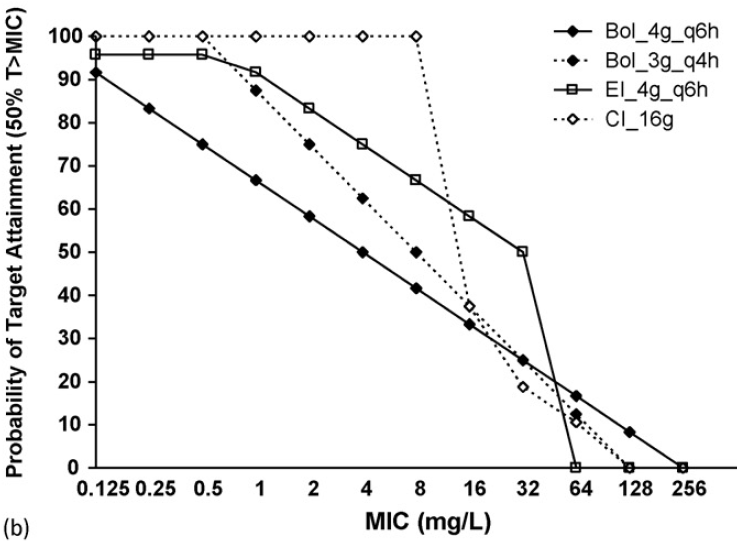 Probability of Target Attainment (50% T>MIC)
100
90
80
70
60
50
40
30
20
10
0
0.125 0.25 0.5 1 2 4 8 16 32 64 128 256
MIC (mg/L)
Bol_4g_q6h
Bol_3g_q4h
EI_4g_q6h
CI_16g
(b)